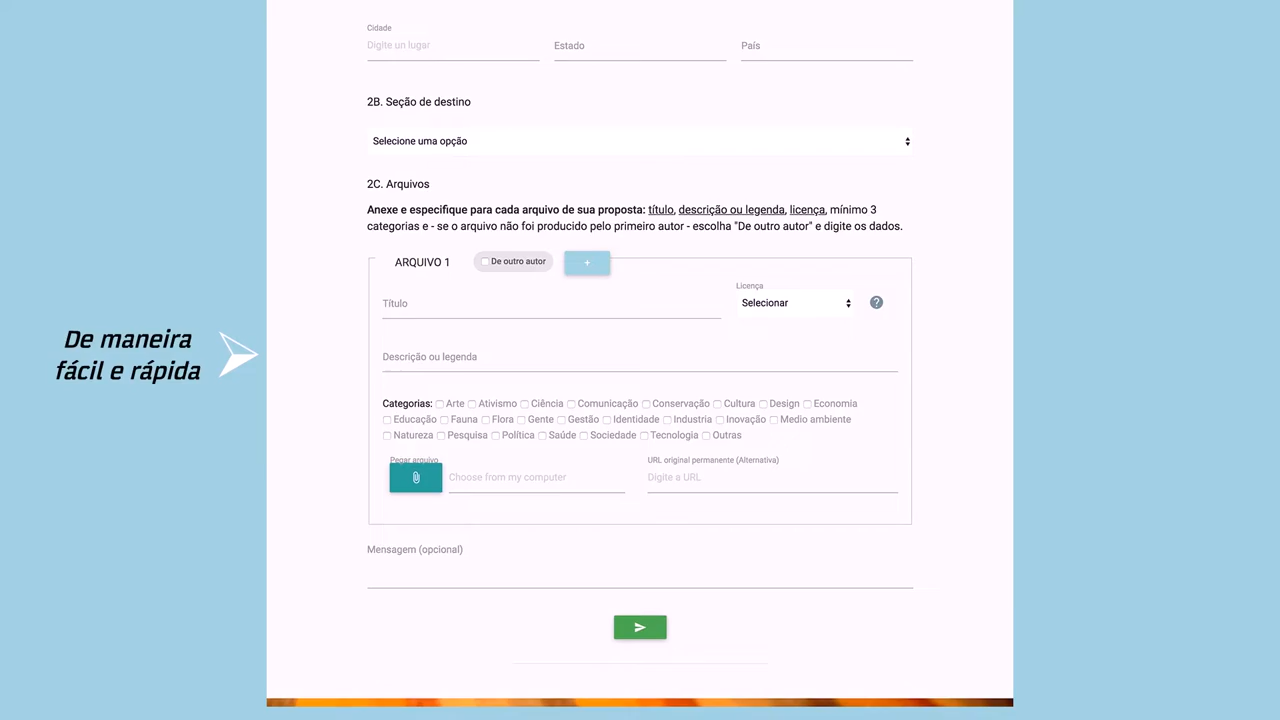 Cidade
Digite un lugar
Estado
País
2B. Seção de destino
Selecione uma opção
2C. Arquivos
Anexe e especifique para cada arquivo de sua proposta: título, descrição ou legenda, licença, mínimo 3
categorias e - se o arquivo não foi producido pelo primeiro autor - escolha "De outro autor" e digite os dados.
ARQUIVO 1
De outro autor
+
Licença
Título
Selecionar
?
De maneira
fácil e rápida
Descrição ou legenda
Categorias: Arte Ativismo Ciência Comunicação Conservação Cultura Design Economia
Educação Fauna Flora Gente Gestão Identidade Industria Inovação Medio ambiente
Natureza Pesquisa Política Saúde Sociedade Tecnologia Outras
Pegar arquivo
URL original permanente (Alternativa)
Choose from my computer
Digite a URL
Mensagem (opcional)